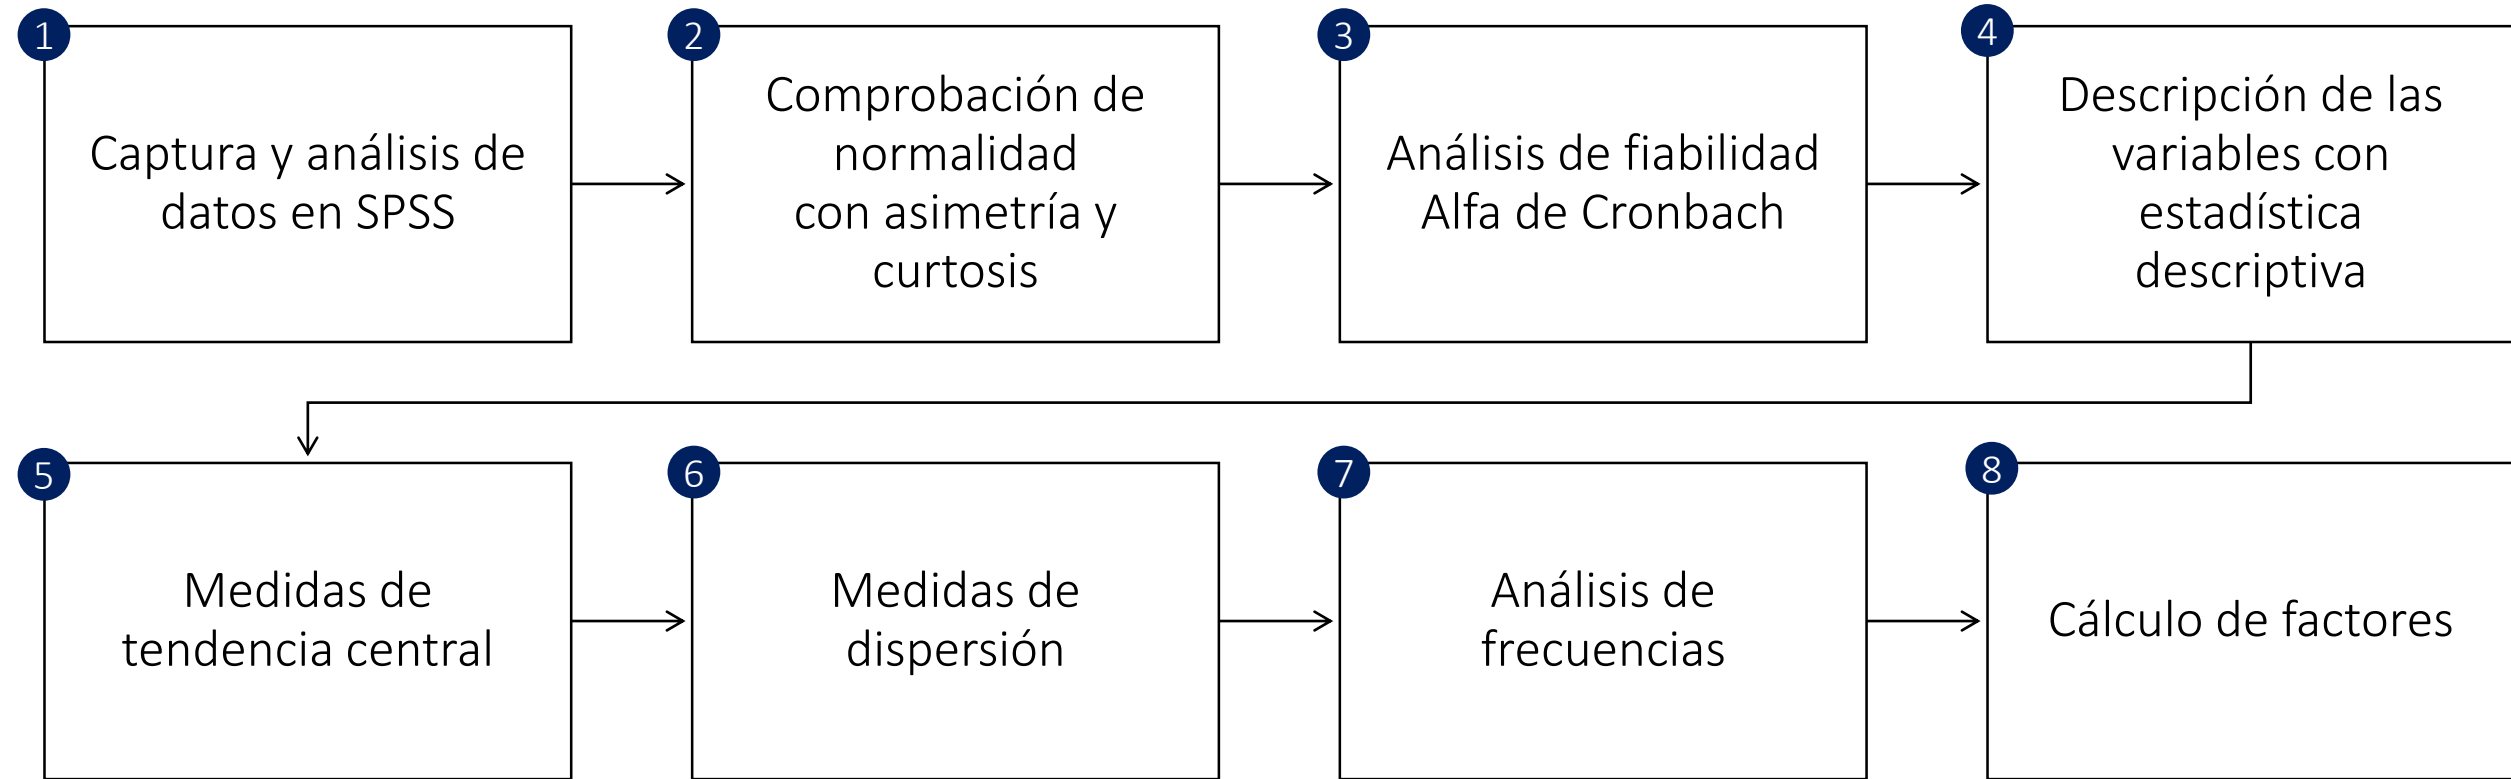 1
Captura y análisis de
datos en SPSS
2
Comprobación de
normalidad
con asimetría y
curtosis
3
Análisis de fiabilidad
Alfa de Cronbach
4
Descripción de las
variables con
estadística
descriptiva
5
Medidas de
tendencia central
6
Medidas de
dispersión
7
Análisis de
frecuencias
8
Cálculo de factores